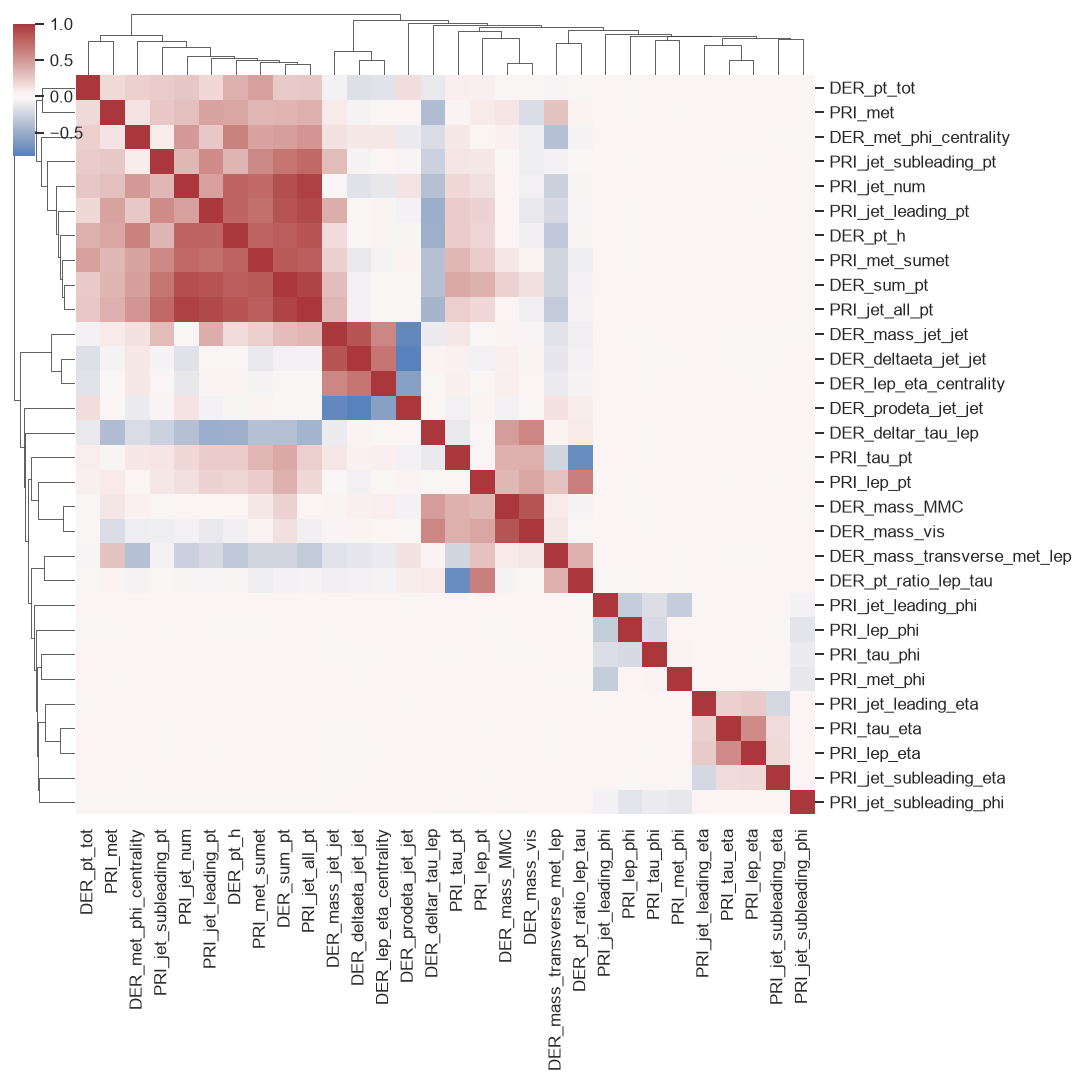 1.0
0.5
0.0
−0.5
DER_pt_tot
PRI_met
DER_met_phi_centrality
PRI_jet_subleading_pt
PRI_jet_num
PRI_jet_leading_pt
DER_pt_h
PRI_met_sumet
DER_sum_pt
PRI_jet_all_pt
DER_mass_jet_jet
DER_deltaeta_jet_jet
DER_lep_eta_centrality
DER_prodeta_jet_jet
DER_deltar_tau_lep
PRI_tau_pt
PRI_lep_pt
DER_mass_MMC
DER_mass_vis
DER_mass_transverse_met_lep
DER_pt_ratio_lep_tau
PRI_jet_leading_phi
PRI_lep_phi
PRI_tau_phi
PRI_met_phi
PRI_jet_leading_eta
PRI_tau_eta
PRI_lep_eta
PRI_jet_subleading_eta
PRI_jet_subleading_phi
DER_pt_tot
PRI_met
DER_met_phi_centrality
PRI_jet_subleading_pt
PRI_jet_num
PRI_jet_leading_pt
DER_pt_h
PRI_met_sumet
DER_sum_pt
PRI_jet_all_pt
DER_mass_jet_jet
DER_deltaeta_jet_jet
DER_lep_eta_centrality
DER_prodeta_jet_jet
DER_deltar_tau_lep
PRI_tau_pt
PRI_lep_pt
DER_mass_MMC
DER_mass_vis
DER_mass_transverse_met_lep
DER_pt_ratio_lep_tau
PRI_jet_leading_phi
PRI_lep_phi
PRI_tau_phi
PRI_met_phi
PRI_jet_leading_eta
PRI_tau_eta
PRI_lep_eta
PRI_jet_subleading_eta
PRI_jet_subleading_phi